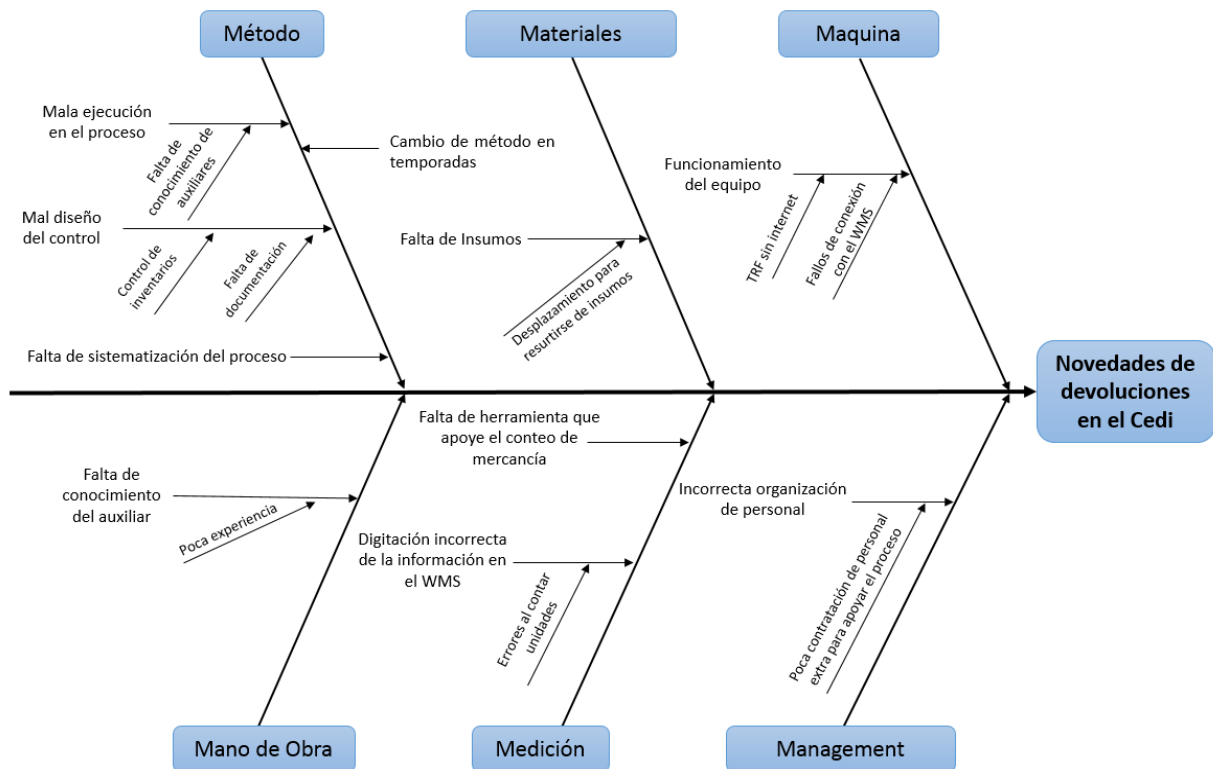 Método
Materiales
Maquina
Mala ejecución
en el proceso
Falta de
conocimiento de
auxiliares
Cambio de método en
temporadas
Mal diseño
del control
Control de
inventarios
Falta de
documentación
Falta de sistematización del proceso
Falta de Insumos
Desplazamiento para
resurtirse de insumos
Funcionamiento
del equipo
TRF sin internet
Fallos de conexión
con el WMS
Novedades de
devoluciones
en el Cedi
Falta de
conocimiento
del auxiliar
Poca experiencia
Falta de herramienta que
apoye el conteo de
mercancía
Digitación incorrecta
de la información en
el WMS
Errores al contar
unidades
Incorrecta organización
de personal
Poca contratación de personal
extra para apoyar el proceso
Mano de Obra
Medición
Management